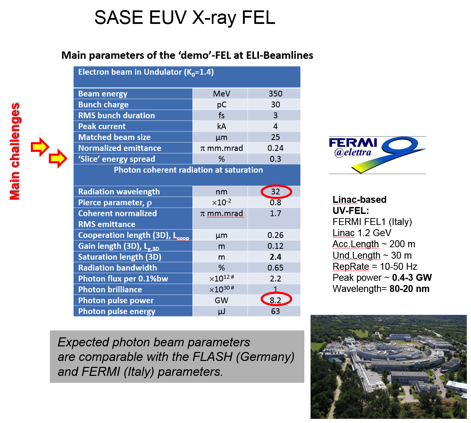 SASE EUV X-ray FEL
Main parameters of the 'demo'-FEL at ELI-Beamlines
Main challenges
Electron beam in Undulator (K₀=1.4)
Beam energy MeV 350
Bunch charge pC 30
RMS bunch duration fs 3
Peak current kA 4
Matched beam size μm 25
Normalized emittance π mm.mrad 0.24
'Slice' energy spread % 0.3
Photon coherent radiation at saturation
Radiation wavelength nm 32
Pierce parameter, ρ ×10⁻² 0.8
Coherent normalized π mm.mrad 1.7
RMS emittance
Cooperation length (3D), Lcoop μm 0.26
Gain length (3D), Lg,3D m 0.12
Saturation length (3D) m 2.4
Radiation bandwidth % 0.65
Photon flux per 0.1%bw ×10¹² # 2.2
Photon brilliance ×10³⁰ # 1
Photon pulse power GW 8.2
Photon pulse energy μJ 63
FERMI
@elettra
Linac-based
UV-FEL:
FERMI FEL1 (Italy)
Linac 1.2 GeV
Acc.Length ~ 200 m
Und.Length ~ 30 m
RepRate = 10-50 Hz
Peak power ~ 0.4-3 GW
Wavelength= 80-20 nm
Expected photon beam parameters
are comparable with the FLASH (Germany)
and FERMI (Italy) parameters.